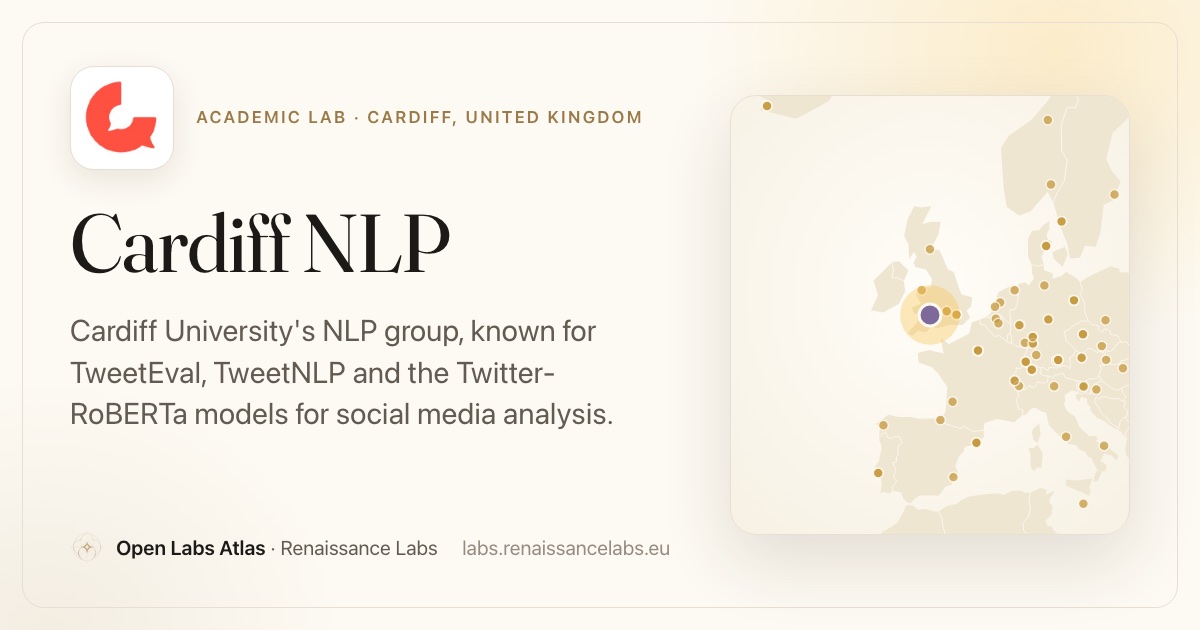 ACADEMIC LAB · CARDIFF, UNITED KINGDOM
Cardiff NLP
Cardiff University's NLP group, known for
TweetEval, TweetNLP and the Twitter-
RoBERTa models for social media analysis.
Open Labs Atlas · Renaissance Labs labs.renaissancelabs.eu